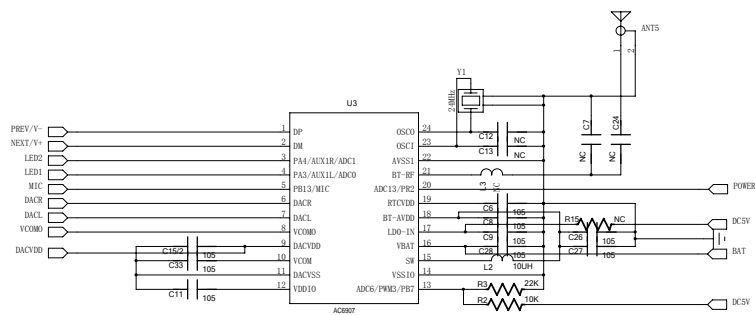 ANT5
1 2
Y1
24MHz
U3
C7 C24
NC NC
PREV/V- 1 DP OSCO 24 C12 NC
NEXT/V+ 2 DM OSCI 23 C13 NC
LED2 3 PA4/AUX1R/ADC1 AVSS1 22
LED1 4 PA3/AUX1L/ADC0 BT-RF 21 L3 NC
MIC 5 PB13/MIC ADC13/PR2 20 POWER
DACR 6 DACR RTCVDD 19 C6 105
DACL 7 DACL BT-AVDD 18 C8 105 R15 NC DC5V
VCOMO 8 VCOMO LDO-IN 17 C9 105 C26 105
DACVDD C15/2 105 9 DACVDD VBAT 16 C28 105 C27 105 BAT
C33 105 10 VCOM SW 15 L2 10UH
11 DACVSS VSSIO 14
C11 105 12 VDDIO ADC6/PWM3/PB7 13 R3 22K
R2 10K DC5V
AC6907